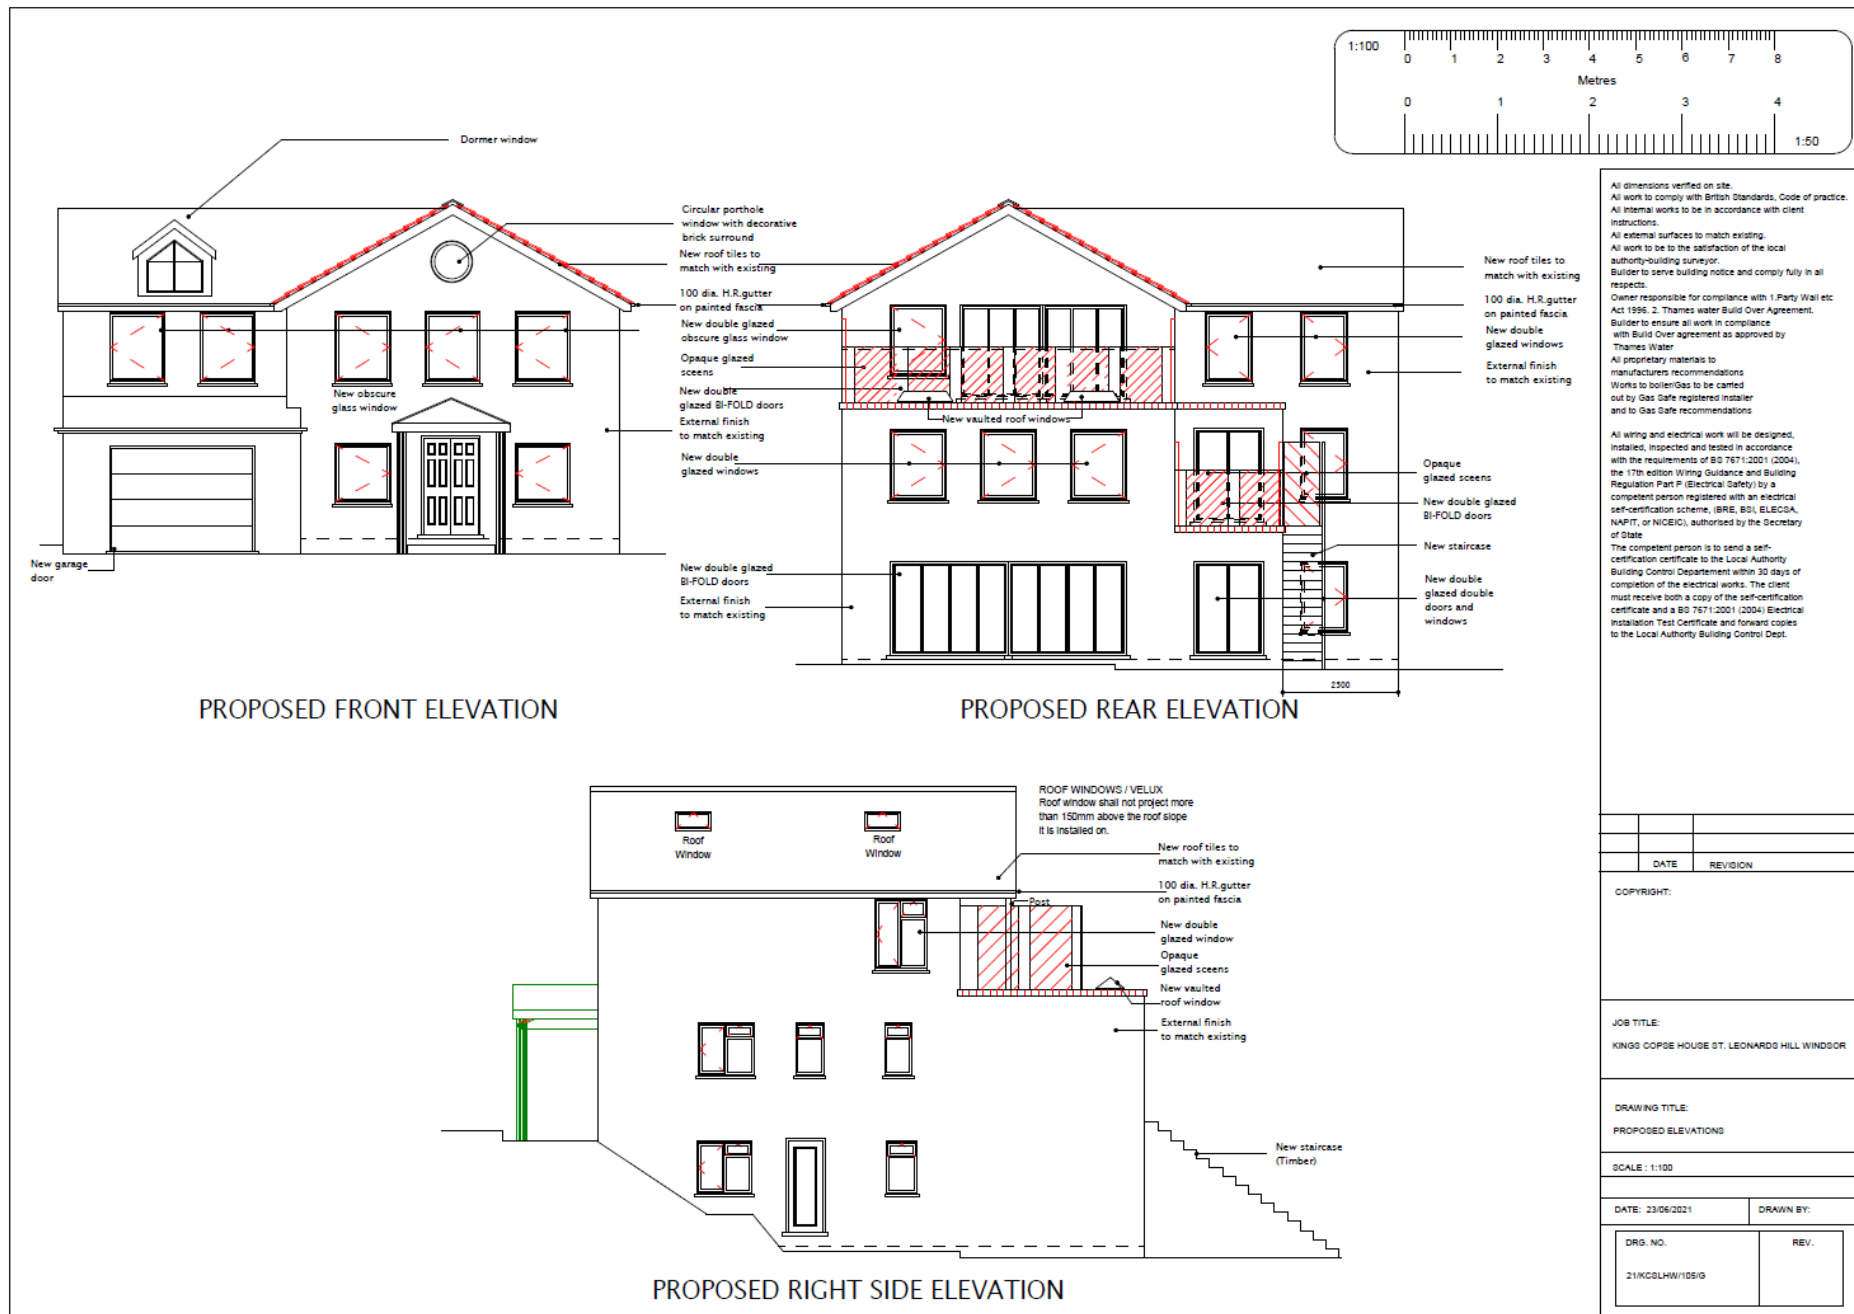 1:100
0 1 2 3 4 5 6 7 8
Metres
0 1 2 3 4
1:50
Dormer window
Circular porthole
window with decorative
brick surround
New roof tiles to
match with existing
100 dia. H.R.gutter
on painted fascia
New double glazed
obscure glass window
Opaque glazed
sceens
New double
glazed BI-FOLD doors
External finish
to match existing
New double
glazed windows
New obscure
glass window
New garage
door
New double glazed
BI-FOLD doors
External finish
to match existing
PROPOSED FRONT ELEVATION
New vaulted roof windows
New roof tiles to
match with existing
100 dia. H.R.gutter
on painted fascia
New double
glazed windows
External finish
to match existing
Opaque
glazed sceens
New double glazed
BI-FOLD doors
New staircase
New double
glazed double
doors and
windows
2500
PROPOSED REAR ELEVATION
ROOF WINDOWS / VELUX
Roof window shall not project more
than 150mm above the roof slope
it is installed on.
Roof
Window
Roof
Window
New roof tiles to
match with existing
100 dia. H.R.gutter
on painted fascia
Post
New double
glazed window
Opaque
glazed sceens
New vaulted
roof window
External finish
to match existing
New staircase
(Timber)
PROPOSED RIGHT SIDE ELEVATION
All dimensions verified on site.
All work to comply with British Standards, Code of practice.
All internal works to be in accordance with client
instructions.
All external surfaces to match existing.
All work to be to the satisfaction of the local
authority-building surveyor.
Builder to serve building notice and comply fully in all
respects.
Owner responsible for compliance with 1.Party Wall etc
Act 1996. 2. Thames water Build Over Agreement.
Builder to ensure all work in compliance
with Build Over agreement as approved by
Thames Water
All proprietary materials to
manufacturers recommendations
Works to boiler/Gas to be carried
out by Gas Safe registered installer
and to Gas Safe recommendations
All wiring and electrical work will be designed,
installed, inspected and tested in accordance
with the requirements of BS 7671:2001 (2004),
the 17th edition Wiring Guidance and Building
Regulation Part P (Electrical Safety) by a
competent person registered with an electrical
self-certification scheme, (BRE, BSI, ELECSA,
NAPIT, or NICEIC), authorised by the Secretary
of State
The competent person is to send a self-
certification certificate to the Local Authority
Building Control Departement within 30 days of
completion of the electrical works. The client
must receive both a copy of the self-certification
certificate and a BS 7671:2001 (2004) Electrical
Installation Test Certificate and forward copies
to the Local Authority Building Control Dept.
DATE REVISION
COPYRIGHT:
JOB TITLE:
KINGS COPSE HOUSE ST. LEONARDS HILL WINDSOR
DRAWING TITLE:
PROPOSED ELEVATIONS
SCALE : 1:100
DATE: 23/06/2021 DRAWN BY:
DRG. NO. REV.
21/KCSLHW/105/G